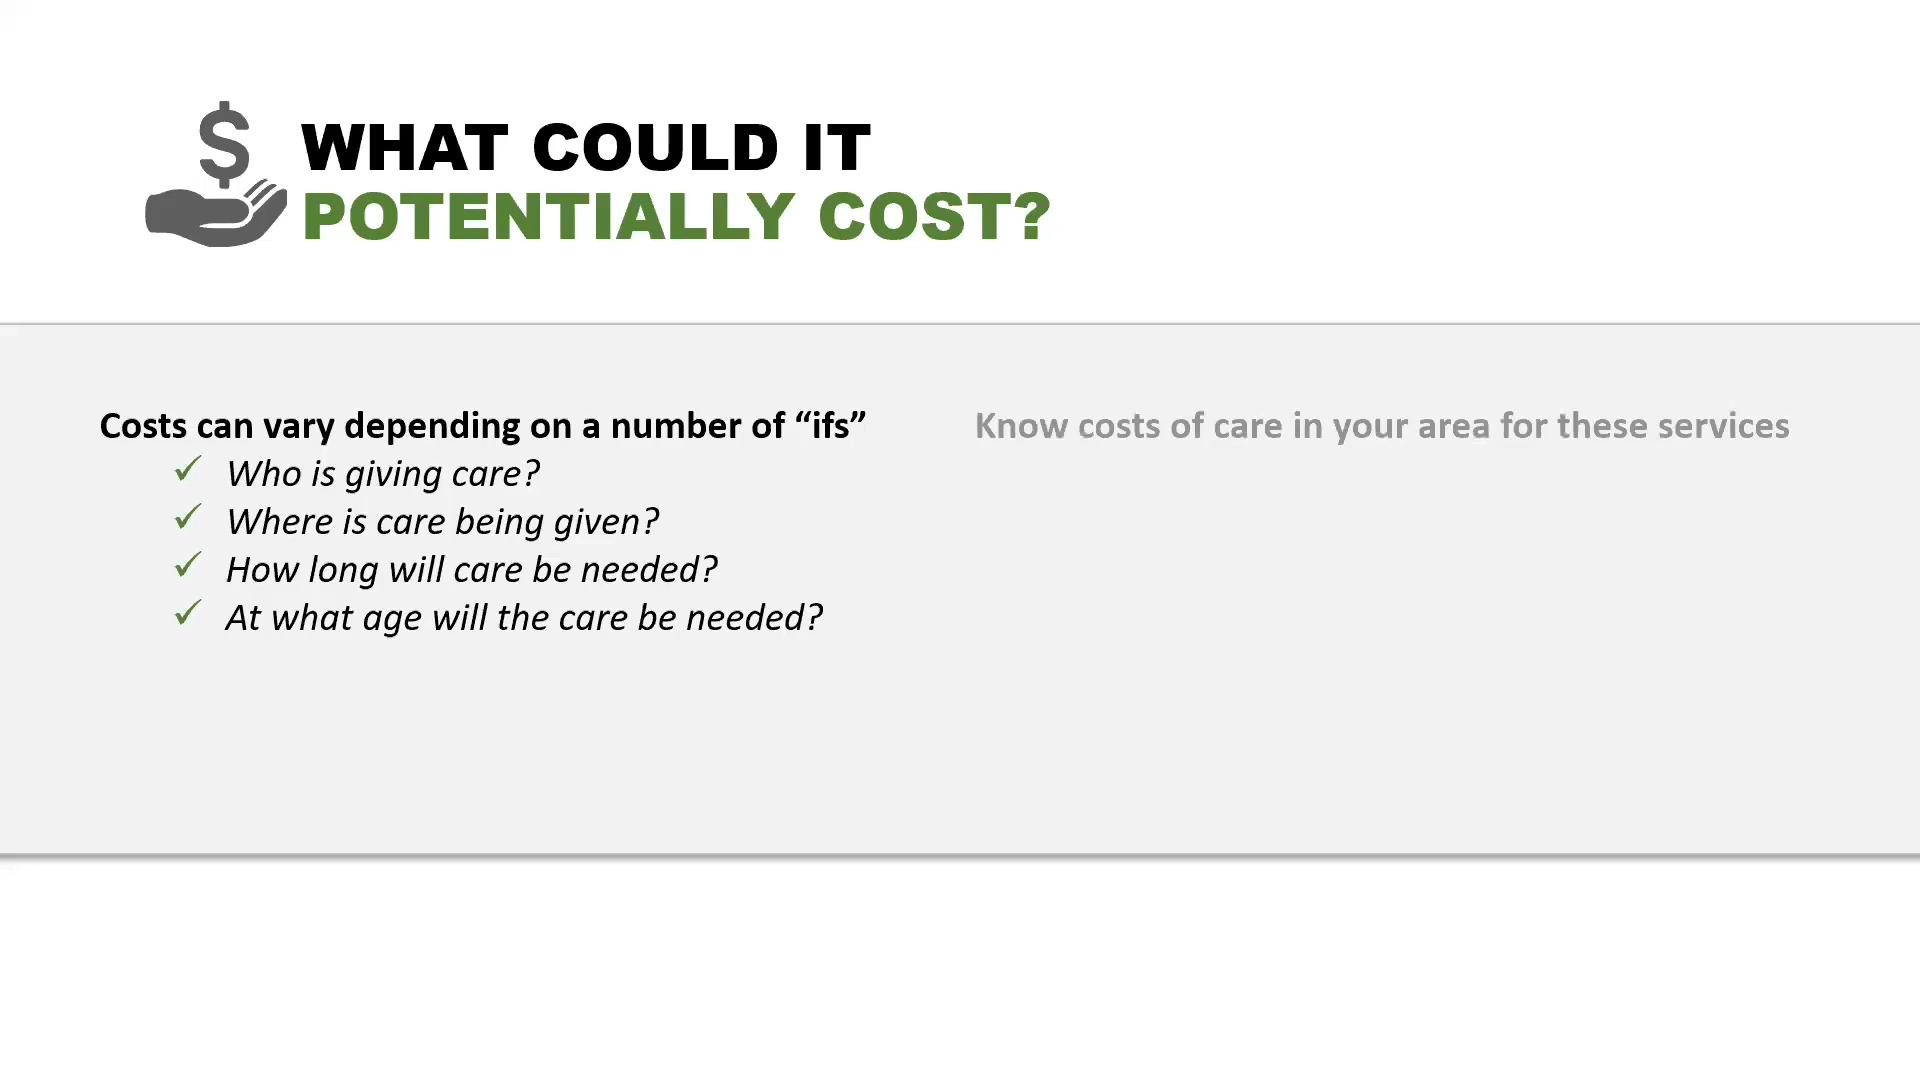 WHAT COULD IT
POTENTIALLY COST?
Costs can vary depending on a number of “ifs”
✓ Who is giving care?
✓ Where is care being given?
✓ How long will care be needed?
✓ At what age will the care be needed?
Know costs of care in your area for these services